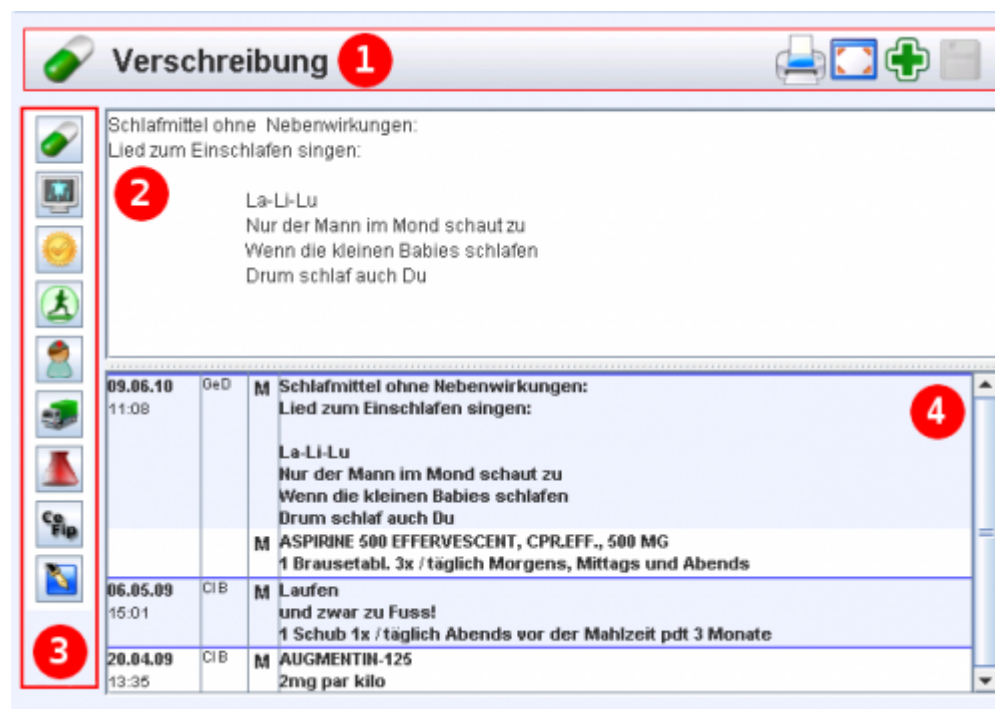 Verschreibung 1
Schlafmittel ohne Nebenwirkungen:
Lied zum Einschlafen singen:
2
La-Li-Lu
Nur der Mann im Mond schaut zu
Wenn die kleinen Babies schlafen
Drum schlaf auch Du
Ce
Fip
3
09.06.10 GeD M Schlafmittel ohne Nebenwirkungen:
11:08 Lied zum Einschlafen singen:
4
La-Li-Lu
Nur der Mann im Mond schaut zu
Wenn die kleinen Babies schlafen
Drum schlaf auch Du
M ASPIRINE 500 EFFERVESCENT, CPR.EFF., 500 MG
1 Brausetabl. 3x / täglich Morgens, Mittags und Abends
06.05.09 ClB M Laufen
15:01 und zwar zu Fuss!
1 Schub 1x / täglich Abends vor der Mahlzeit pdt 3 Monate
20.04.09 ClB M AUGMENTIN-125
13:35 2mg par kilo